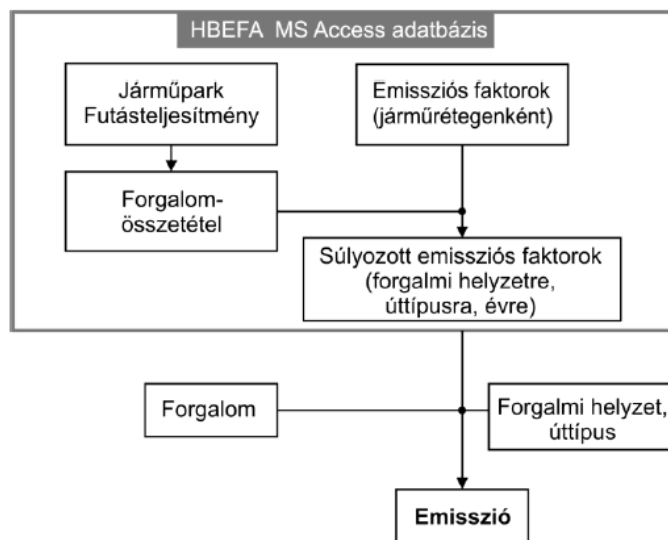 HBEFA MS Access adatbázis
Járműpark
Futásteljesítmény
Emissziós faktorok
(járműrétegenként)
Forgalom-
összetétel
Súlyozott emissziós faktorok
(forgalmi helyzetre,
úttípusra, évre)
Forgalom
Forgalmi helyzet,
úttípus
Emisszió